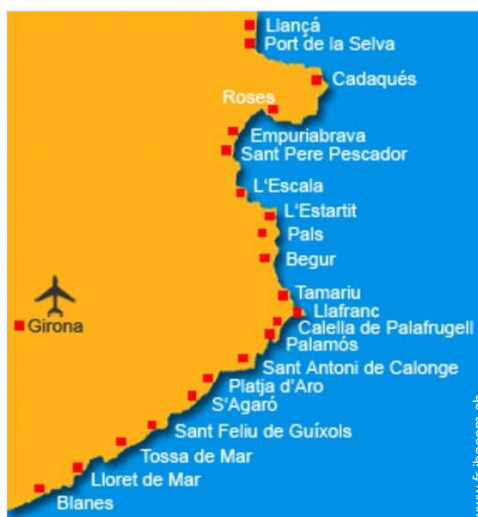 Llançá
Port de la Selva
Cadaqués
Roses
Empuriabrava
Sant Pere Pescador
L'Escala
L'Estartit
Pals
Begur
Tamariu
Llafranc
Girona
Calella de Palafrugell
Palamós
Sant Antoni de Calonge
Platja d'Aro
S'Agaró
Sant Feliu de Guíxols
Tossa de Mar
Lloret de Mar
Blanes